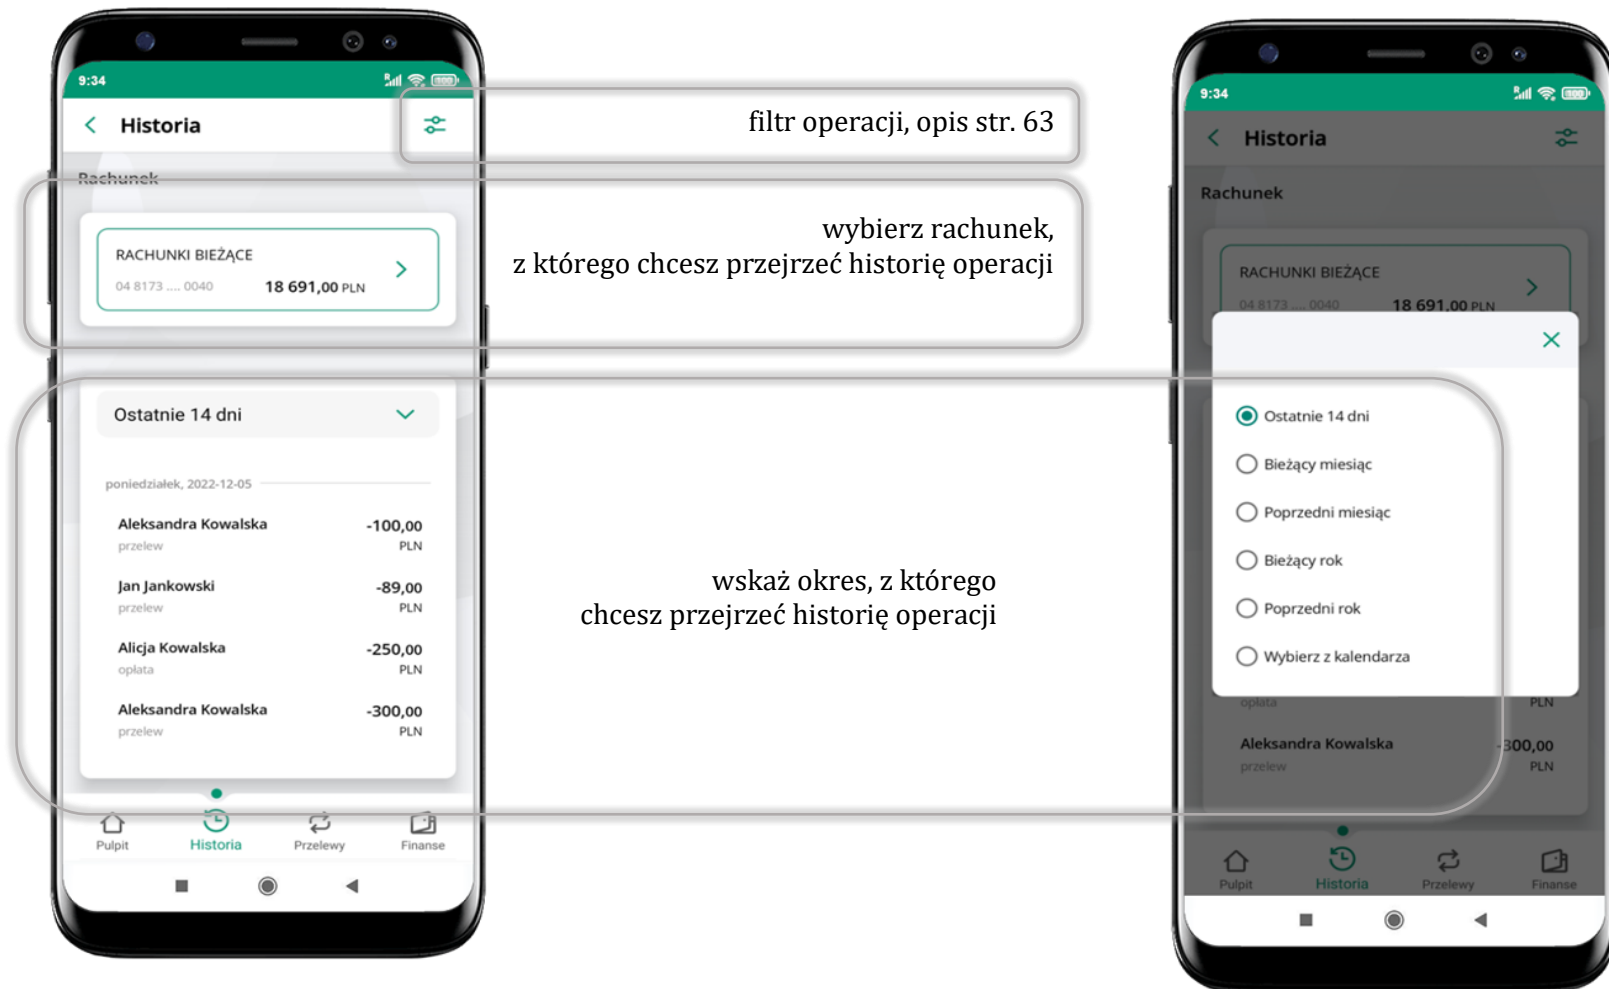 9:34
Historia
filtr operacji, opis str. 63
Rachunek
wybierz rachunek,
z którego chcesz przejrzeć historię operacji
RACHUNKI BIEŻĄCE
04 8173 .... 0040 18 691,00 PLN
Ostatnie 14 dni
poniedziałek, 2022-12-05
Aleksandra Kowalska -100,00
przelew PLN
Jan Jankowski -89,00
przelew PLN
Alicja Kowalska -250,00
opłata PLN
Aleksandra Kowalska -300,00
przelew PLN
wskaż okres, z którego
chcesz przejrzeć historię operacji
Pulpit Historia Przelewy Finanse
9:34
Historia
Rachunek
RACHUNKI BIEŻĄCE
04 8173 .... 0040 18 691,00 PLN
Ostatnie 14 dni
Bieżący miesiąc
Poprzedni miesiąc
Bieżący rok
Poprzedni rok
Wybierz z kalendarza
opłata PLN
Aleksandra Kowalska -300,00
przelew PLN
Pulpit Historia Przelewy Finanse